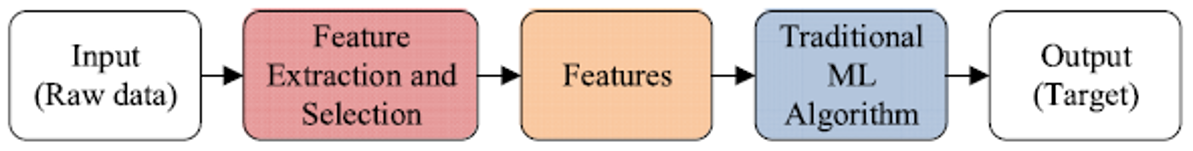 Input
(Raw data)
Feature
Extraction and
Selection
Features
Traditional
ML
Algorithm
Output
(Target)